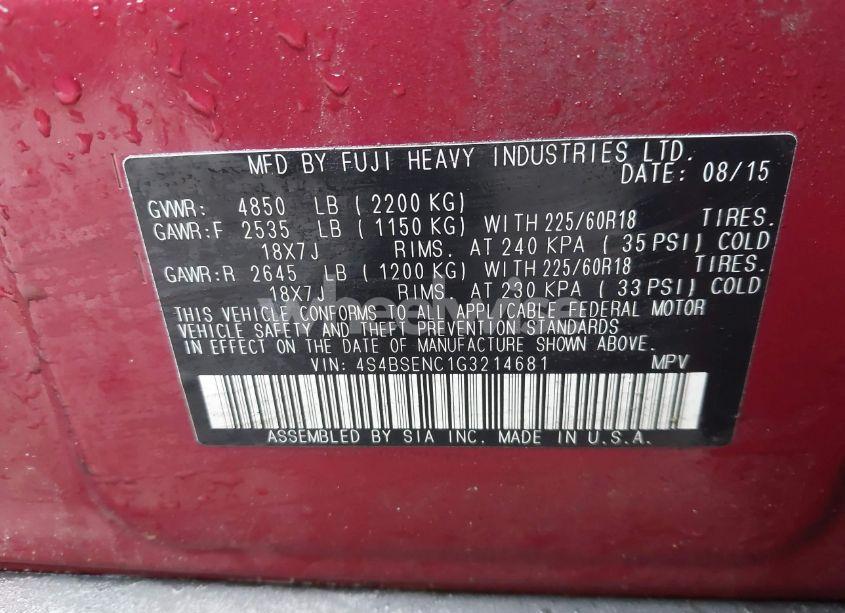 MFD BY FUJI HEAVY INDUSTRIES LTD.
DATE: 08/15
GVWR: 4850 LB ( 2200 KG)
GAWR:F 2535 LB ( 1150 KG) WITH 225/60R18 TIRES.
18X7J RIMS. AT 240 KPA ( 35 PSI) COLD
GAWR:R 2645 LB ( 1200 KG) WITH 225/60R18 TIRES.
18X7J RIMS. AT 230 KPA ( 33 PSI) COLD
THIS VEHICLE CONFORMS TO ALL APPLICABLE FEDERAL MOTOR
VEHICLE SAFETY AND THEFT PREVENTION STANDARDS
IN EFFECT ON THE DATE OF MANUFACTURE SHOWN ABOVE.
VIN: 4S4BSENC1G3214681 MPV
ASSEMBLED BY SIA INC. MADE IN U.S.A.
wheelwise